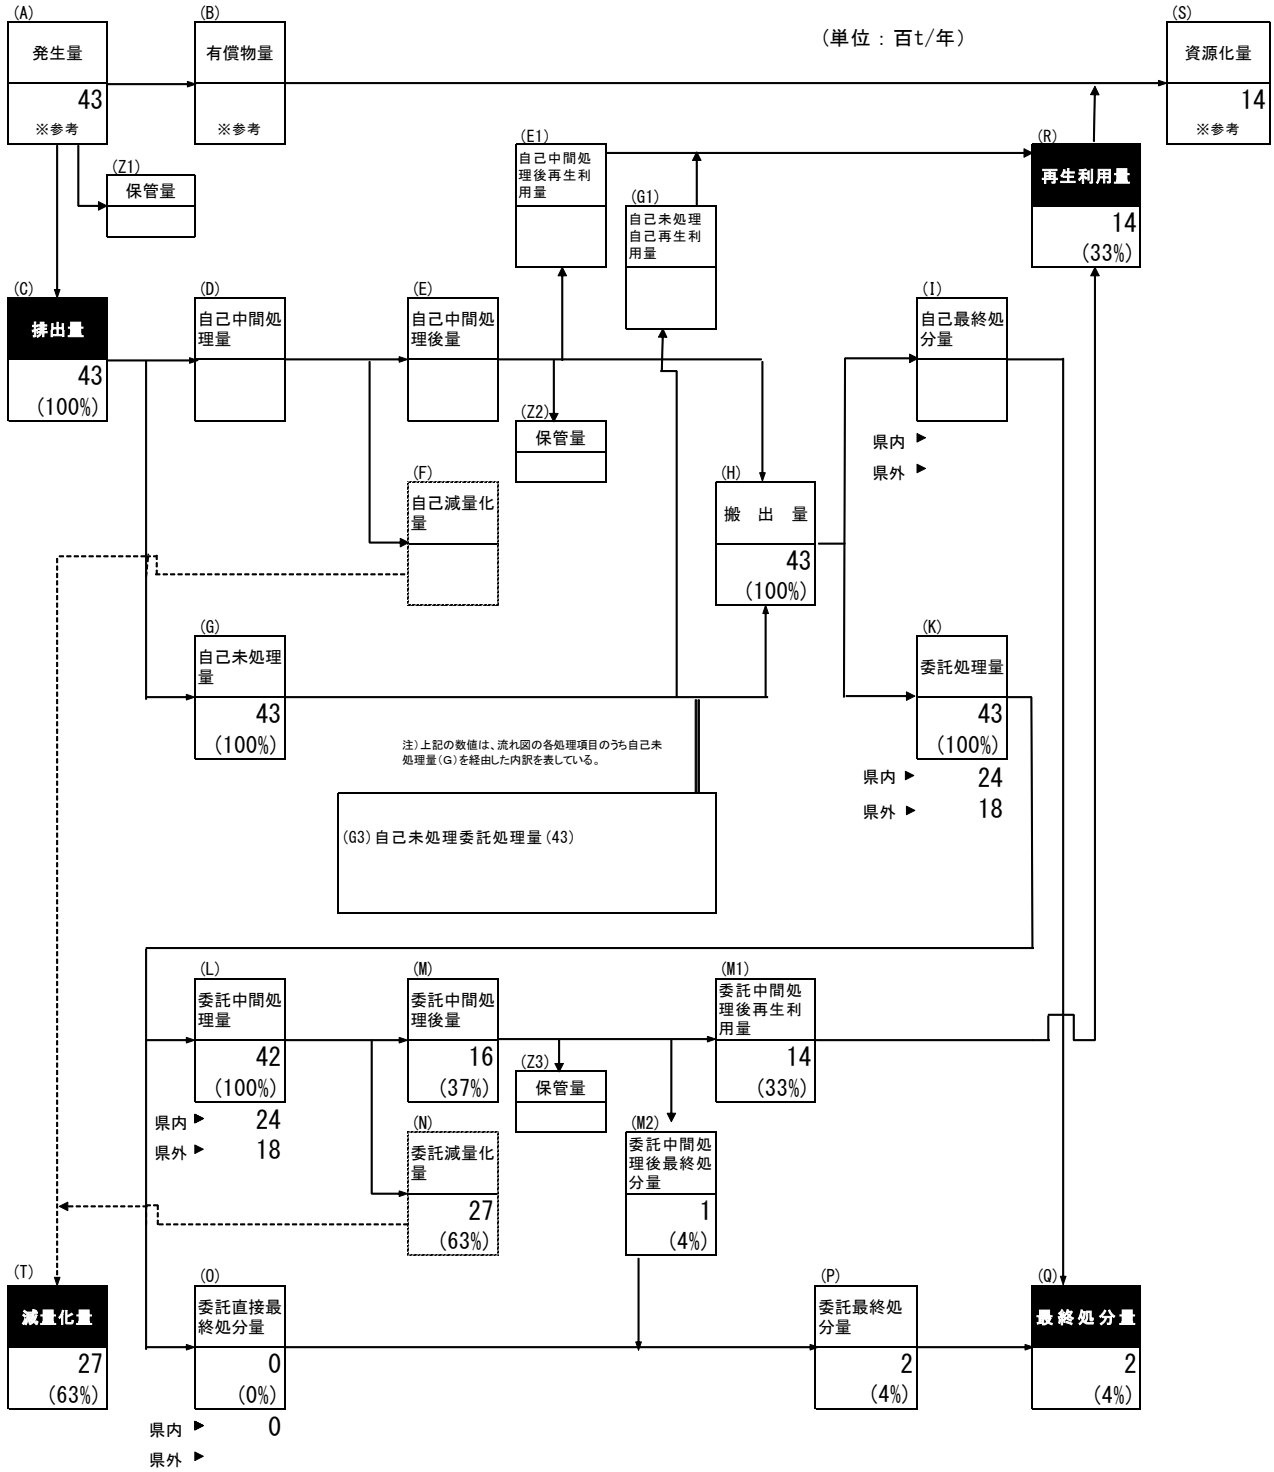 (A)
発生量
43
※参考
(B)
有償物量
※参考
(単位：百t/年)
(S)
資源化量
14
※参考
(Z1)
保管量
(E1)
自己中間処
理後再生利
用量
(G1)
自己未処理
自己再生利
用量
(R)
再生利用量
14
(33%)
(C)
排出量
43
(100%)
(D)
自己中間処
理量
(E)
自己中間処
理後量
(Z2)
保管量
(F)
自己減量化
量
(I)
自己最終処
分量
県内 ▶
県外 ▶
(H)
搬 出 量
43
(100%)
(G)
自己未処理
量
43
(100%)
(K)
委託処理量
43
(100%)
県内 ▶ 24
県外 ▶ 18
注)上記の数値は、流れ図の各処理項目のうち自己未
処理量(G)を経由した内訳を表している。
(G3)自己未処理委託処理量(43)
(L)
委託中間処
理量
42
(100%)
県内 ▶ 24
県外 ▶ 18
(M)
委託中間処
理後量
16
(37%)
(Z3)
保管量
(M1)
委託中間処
理後再生利
用量
14
(33%)
(N)
委託減量化
量
27
(63%)
(M2)
委託中間処
理後最終処
分量
1
(4%)
(T)
減量化量
27
(63%)
(O)
委託直接最
終処分量
0
(0%)
県内 ▶ 0
県外 ▶
(P)
委託最終処
分量
2
(4%)
(Q)
最終処分量
2
(4%)